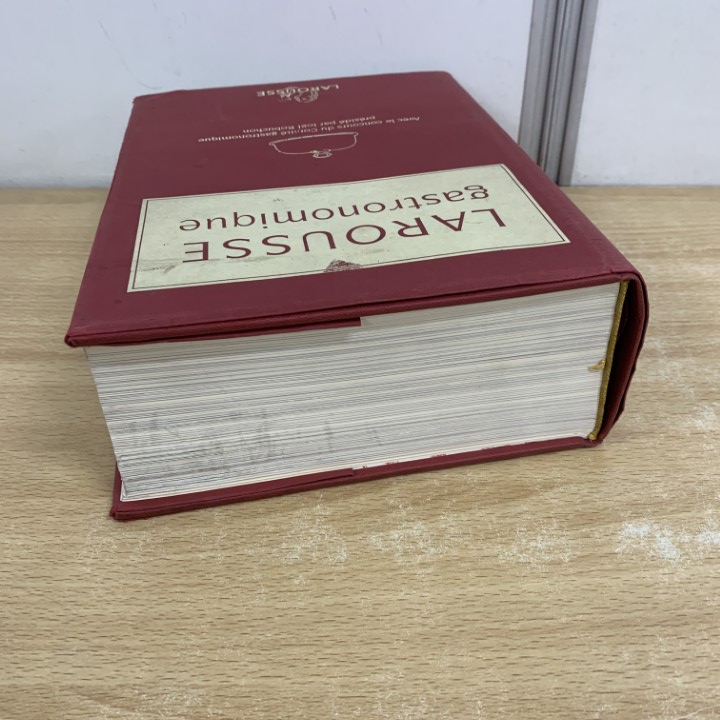 LAROUSSE
gastronomique
Avec le concours du Comité gastronomique
présidé par Joël Robuchon
LAROUSSE